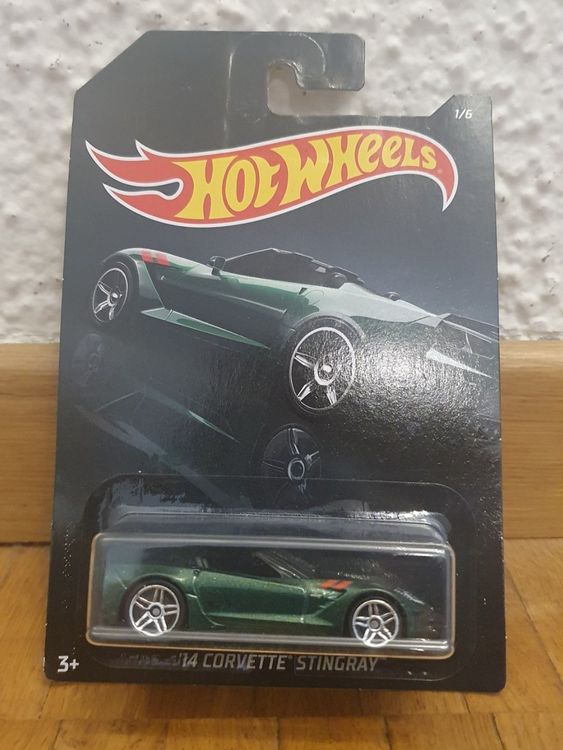 1/6
HOT WHEELS
'14 CORVETTE STINGRAY
3+